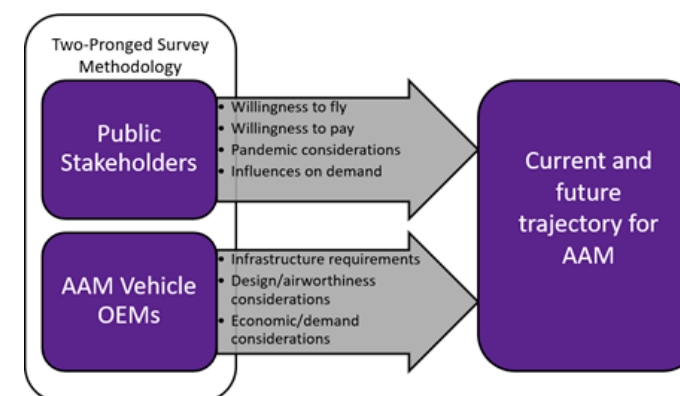 Two-Pronged Survey
Methodology
Public
Stakeholders
• Willingness to fly
• Willingness to pay
• Pandemic considerations
• Influences on demand
AAM Vehicle
OEMs
• Infrastructure requirements
• Design/airworthiness
considerations
• Economic/demand
considerations
Current and
future
trajectory for
AAM